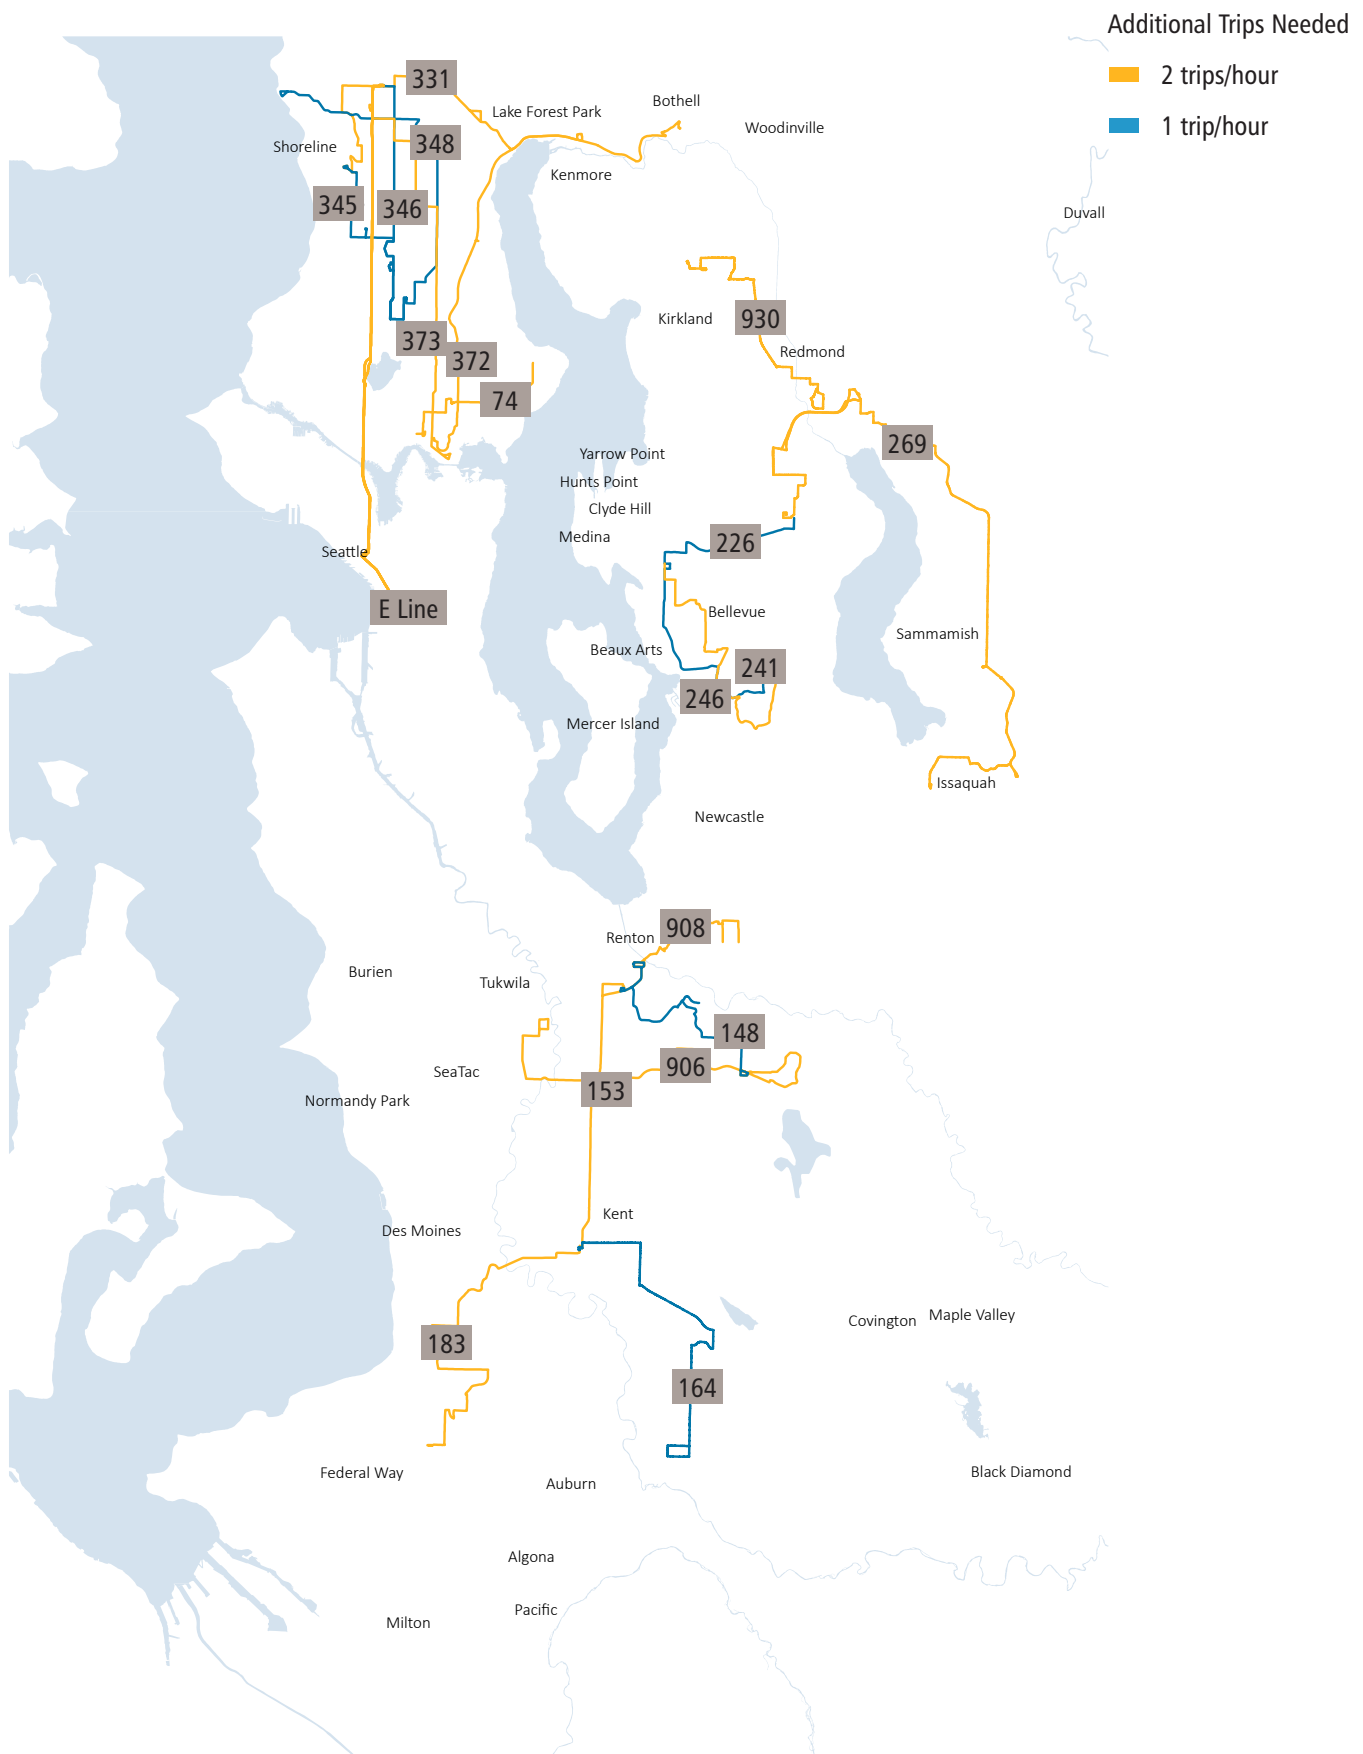 Additional Trips Needed
2 trips/hour
1 trip/hour
331
Lake Forest Park
Bothell
Woodinville
Shoreline
348
Kenmore
345
346
Duvall
Kirkland
930
373
372
Redmond
74
269
Yarrow Point
Hunts Point
Clyde Hill
Medina
226
Seattle
E Line
Bellevue
Sammamish
Beaux Arts
241
246
Mercer Island
Issaquah
Newcastle
908
Renton
Burien
Tukwila
148
906
SeaTac
153
Normandy Park
Kent
Des Moines
Covington
Maple Valley
183
164
Federal Way
Auburn
Black Diamond
Algona
Pacific
Milton